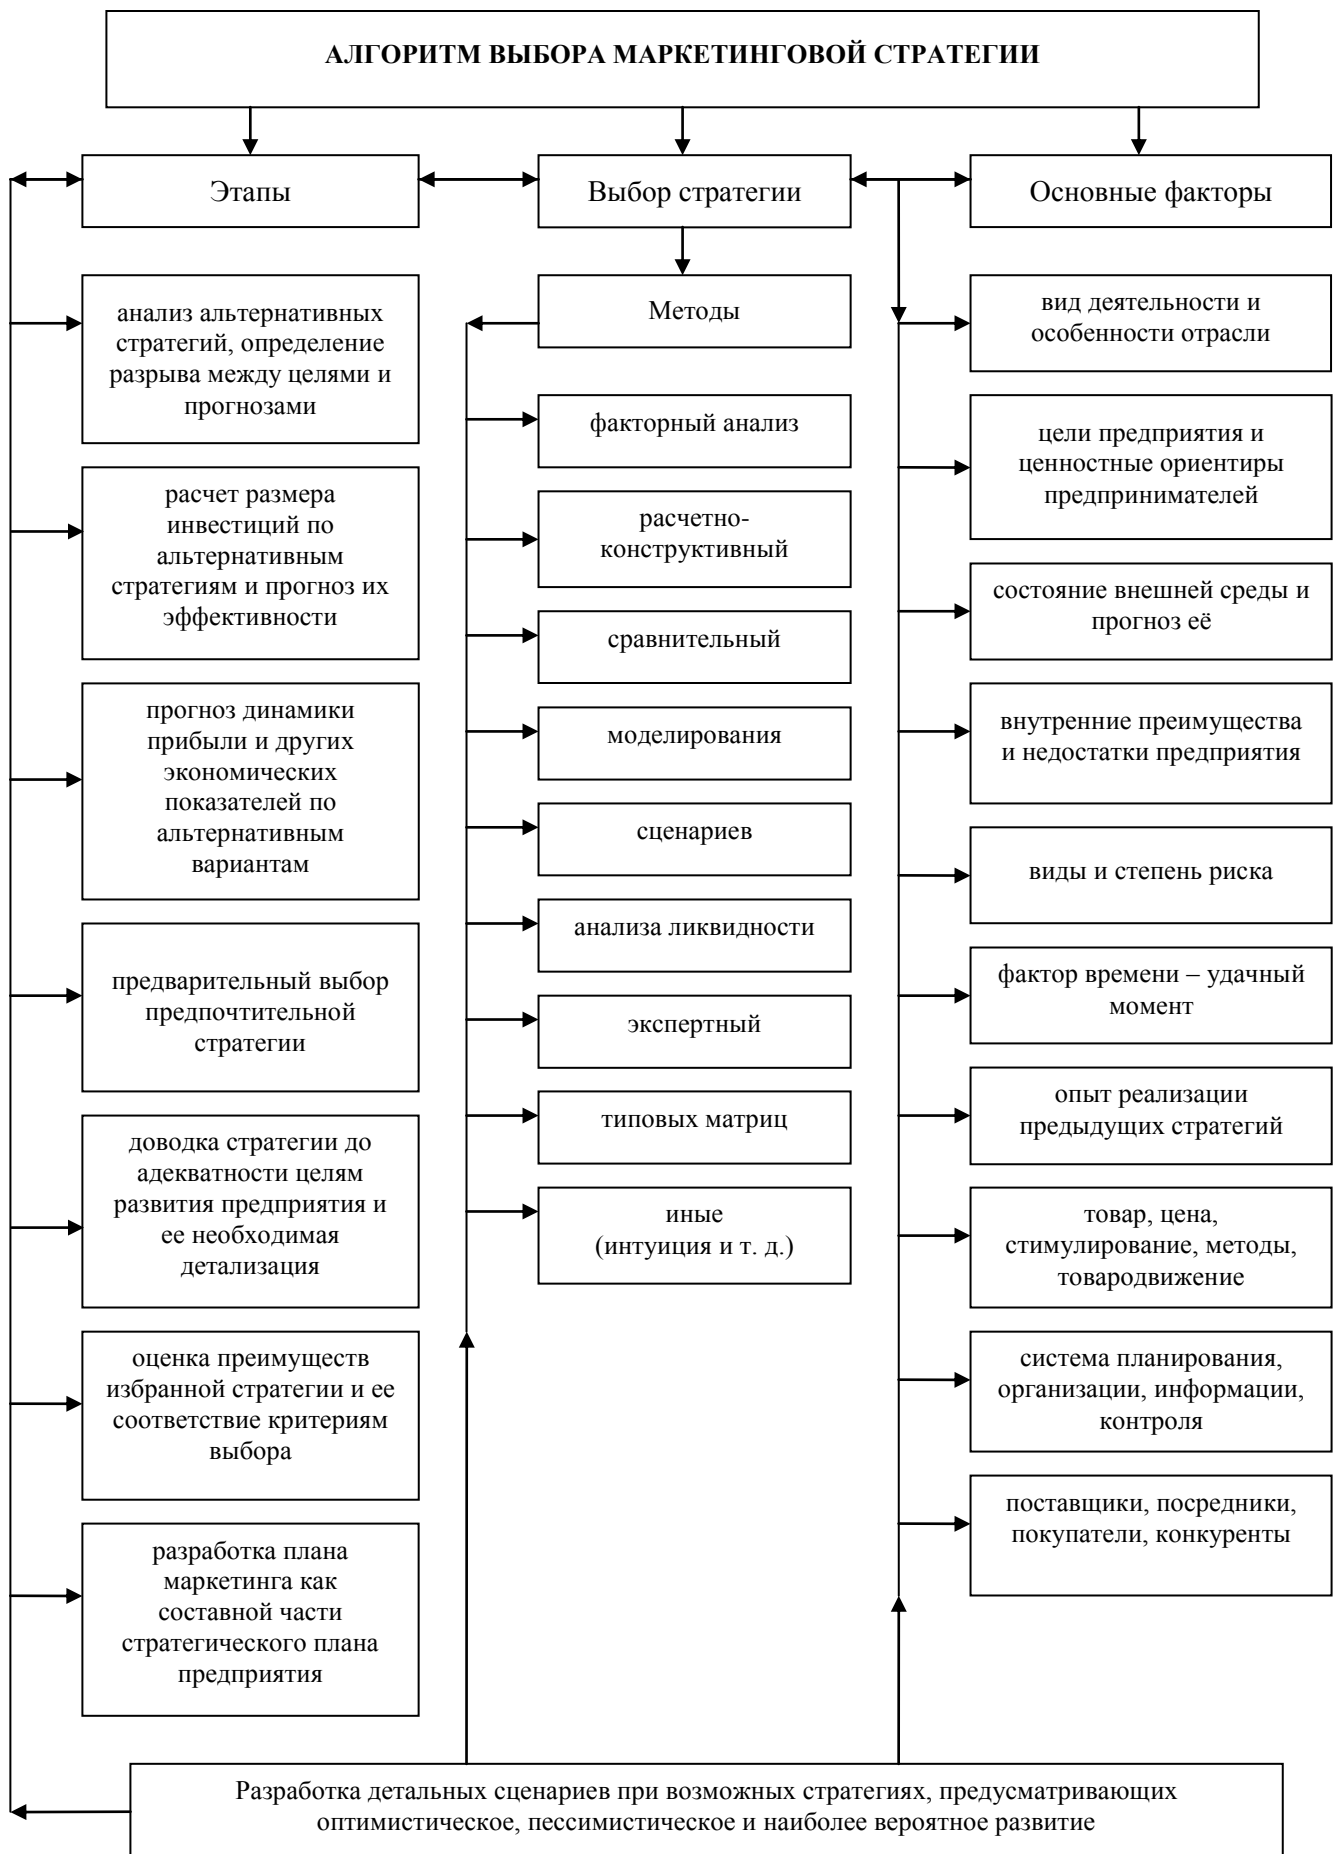 АЛГОРИТМ ВЫБОРА МАРКЕТИНГОВОЙ СТРАТЕГИИ
Этапы
Выбор стратегии
Основные факторы
анализ альтернативных
стратегий, определение
разрыва между целями и
прогнозами
расчет размера
инвестиций по
альтернативным
стратегиям и прогноз их
эффективности
прогноз динамики
прибыли и других
экономических
показателей по
альтернативным
вариантам
предварительный выбор
предпочтительной
стратегии
доводка стратегии до
адекватности целям
развития предприятия и
ее необходимая
детализация
оценка преимуществ
избранной стратегии и ее
соответствие критериям
выбора
разработка плана
маркетинга как
составной части
стратегического плана
предприятия
Методы
факторный анализ
расчетно-
конструктивный
сравнительный
моделирования
сценариев
анализа ликвидности
экспертный
типовых матриц
иные
(интуиция и т. д.)
вид деятельности и
особенности отрасли
цели предприятия и
ценностные ориентиры
предпринимателей
состояние внешней среды и
прогноз её
внутренние преимущества
и недостатки предприятия
виды и степень риска
фактор времени – удачный
момент
опыт реализации
предыдущих стратегий
товар, цена,
стимулирование, методы,
товародвижение
система планирования,
организации, информации,
контроля
поставщики, посредники,
покупатели, конкуренты
Разработка детальных сценариев при возможных стратегиях, предусматривающих
оптимистическое, пессимистическое и наиболее вероятное развитие